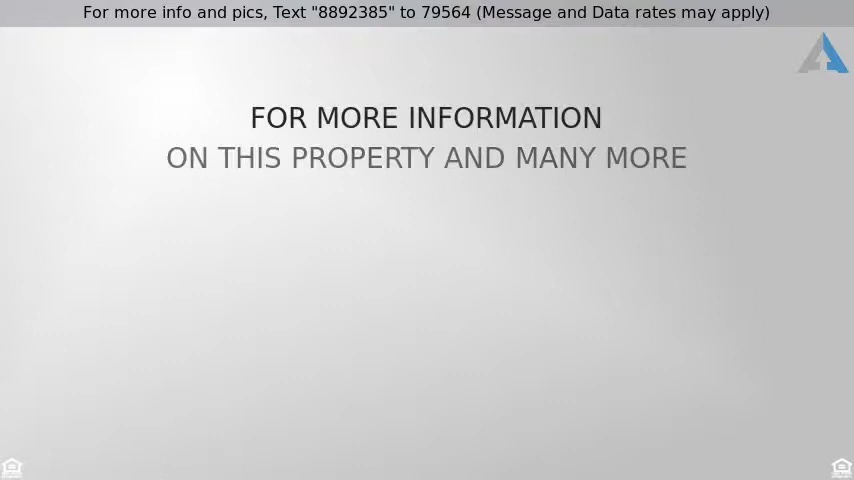 For more info and pics, Text "8892385" to 79564 (Message and Data rates may apply)
FOR MORE INFORMATION
ON THIS PROPERTY AND MANY MORE